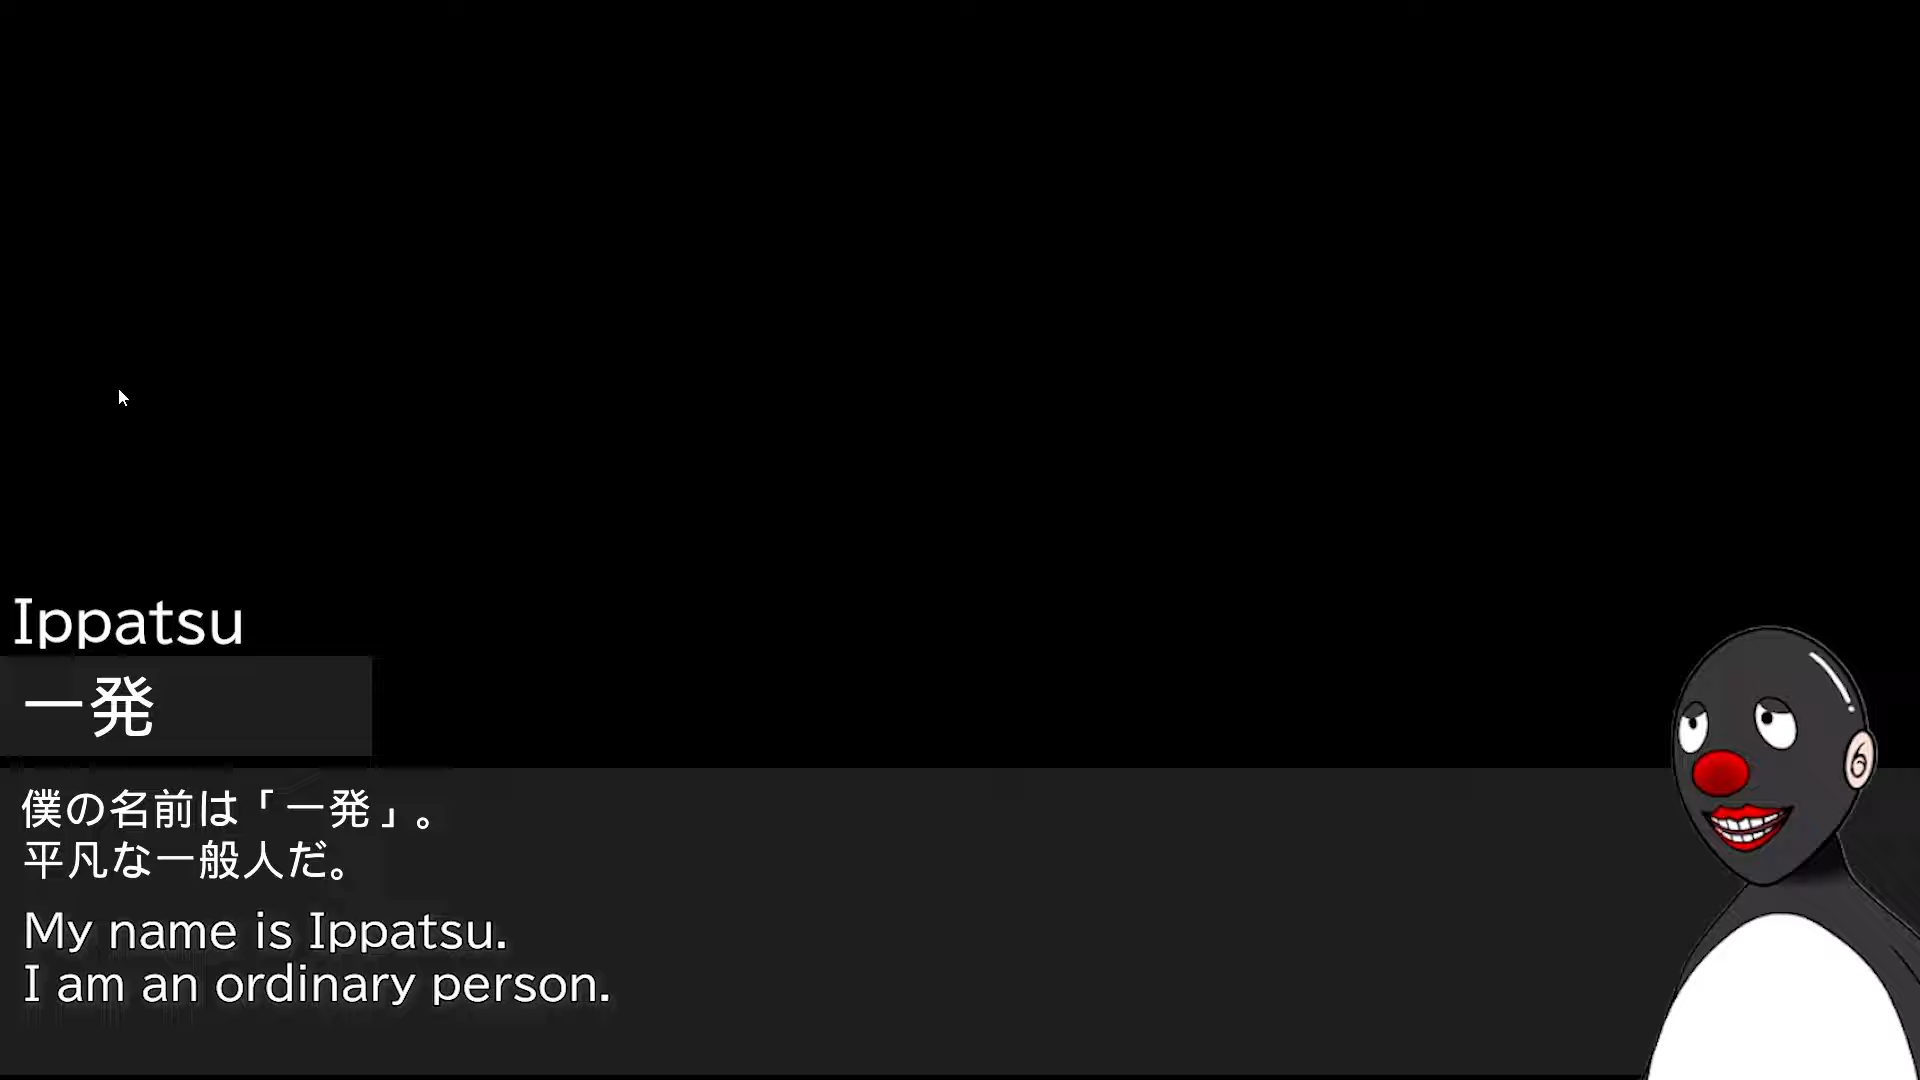 Ippatsu
一発
僕の名前は「一発」。
平凡な一般人だ。
My name is Ippatsu.
I am an ordinary person.